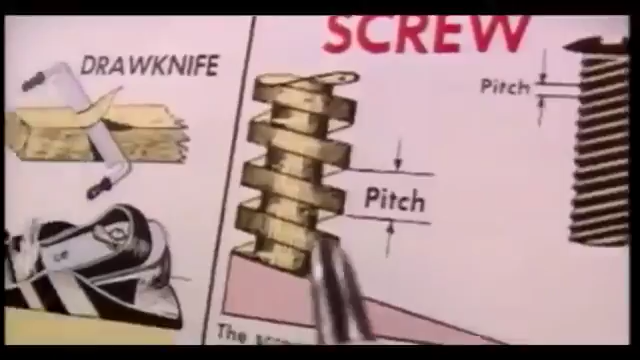 DRAWKNIFE
SCREW
Pitch
Pitch
The